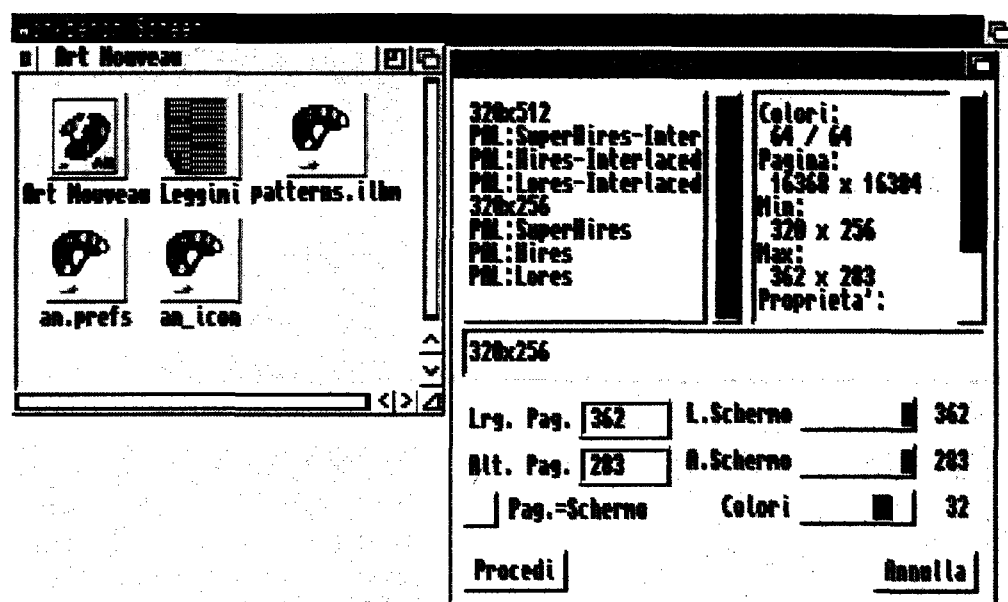 Workbench Screen
Art Nouveau
Art Nouveau Leggimi patterns.ilbm
an.prefs an_icon
320x512
PAL:SuperHires-Inter
PAL:Hires-Interlaced
PAL:Lores-Interlaced
320x256
PAL:SuperHires
PAL:Hires
PAL:Lores
Colori:
64 / 64
Pagina:
16368 x 16384
Min:
320 x 256
Max:
362 x 283
Proprieta':
320x256
Lrg. Pag. 362 L.Schermo 362
Alt. Pag. 283 A.Schermo 283
Pag.=Schermo Colori 32
Procedi Annulla